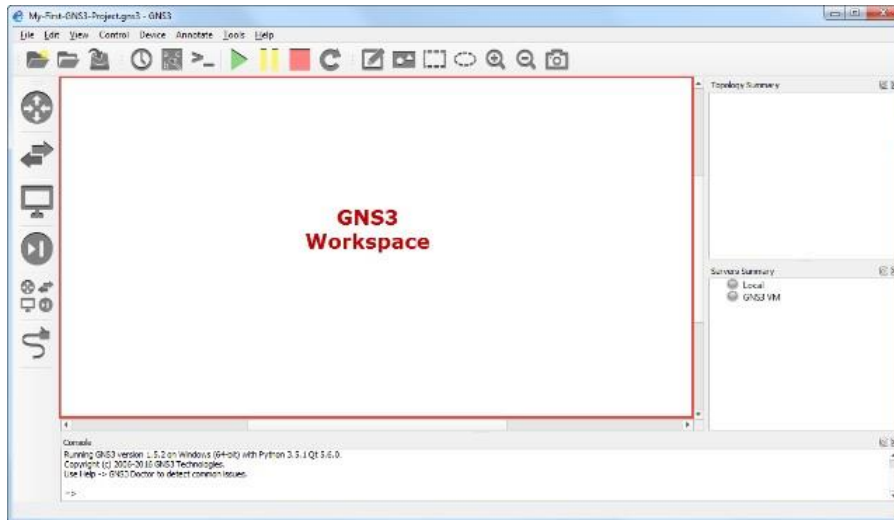 My-First-GNS3-Project.gns3 - GNS3
File Edit View Control Device Annotate Tools Help
Topology Summary
GNS3
Workspace
Servers Summary
Local
GNS3 VM
Console
Running GNS3 version 1.5.2 on Windows (64-bit) with Python 3.5.1 Qt 5.6.0.
Copyright (c) 2006-2016 GNS3 Technologies.
Use Help -> GNS3 Doctor to detect common issues.
=>